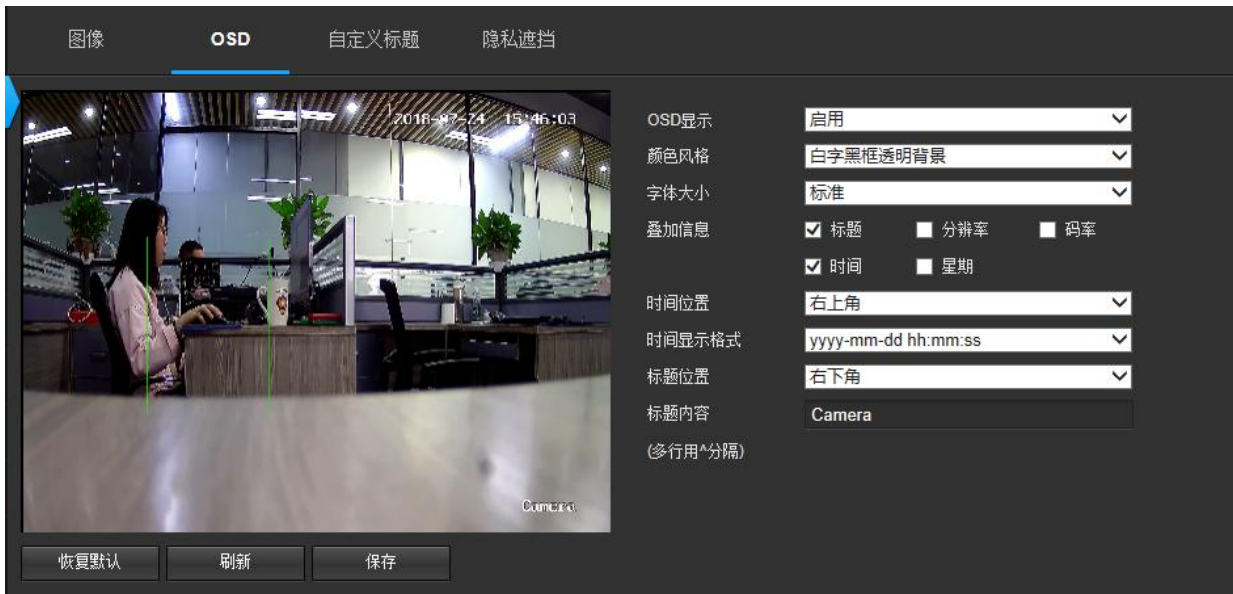 图像 OSD 自定义标题 隐私遮挡
2018-07-24 15:46:03
OSD显示 启用
颜色风格 白字黑框透明背景
字体大小 标准
叠加信息 标题 分辨率 码率
时间 星期
时间位置 右上角
时间显示格式 yyyy-mm-dd hh:mm:ss
标题位置 右下角
标题内容 Camera
(多行用^分隔)
Camera
恢复默认 刷新 保存